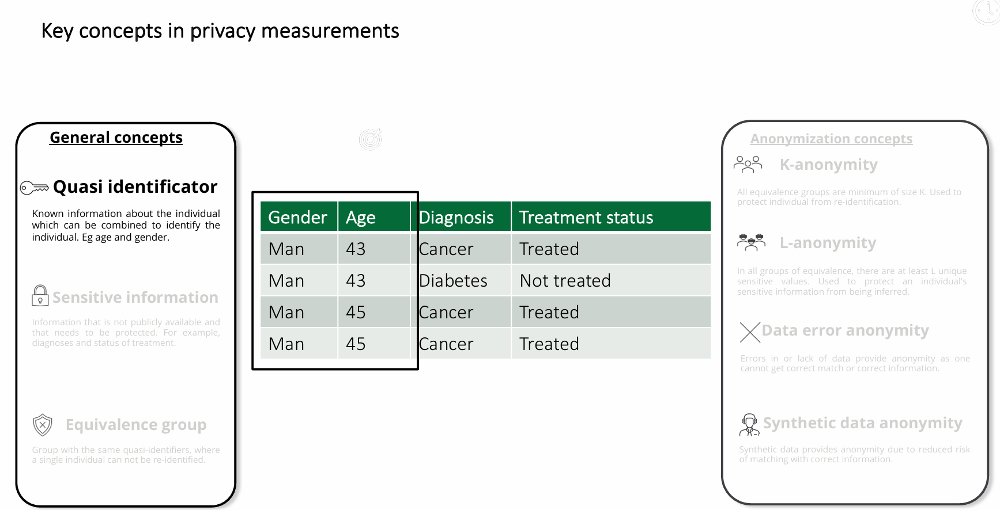 Key concepts in privacy measurements
General concepts
Quasi identificator
Known information about the individual
which can be combined to identify the
individual. Eg age and gender.
Sensitive information
Information that is not publicly available and
that needs to be protected. For example,
diagnoses and status of treatment.
Equivalence group
Group with the same quasi-identifiers, where
a single individual can not be re-identified.
Gender Age Diagnosis Treatment status
Man 43 Cancer Treated
Man 43 Diabetes Not treated
Man 45 Cancer Treated
Man 45 Cancer Treated
Anonymization concepts
K-anonymity
All equivalence groups are minimum of size K. Used to
protect individual from re-identification.
L-anonymity
In all groups of equivalence, there are at least L unique
sensitive values. Used to protect an individual's
sensitive information from being inferred.
Data error anonymity
Errors in or lack of data provide anonymity as one
cannot get correct match or correct information.
Synthetic data anonymity
Synthetic data provides anonymity due to reduced risk
of matching with correct information.